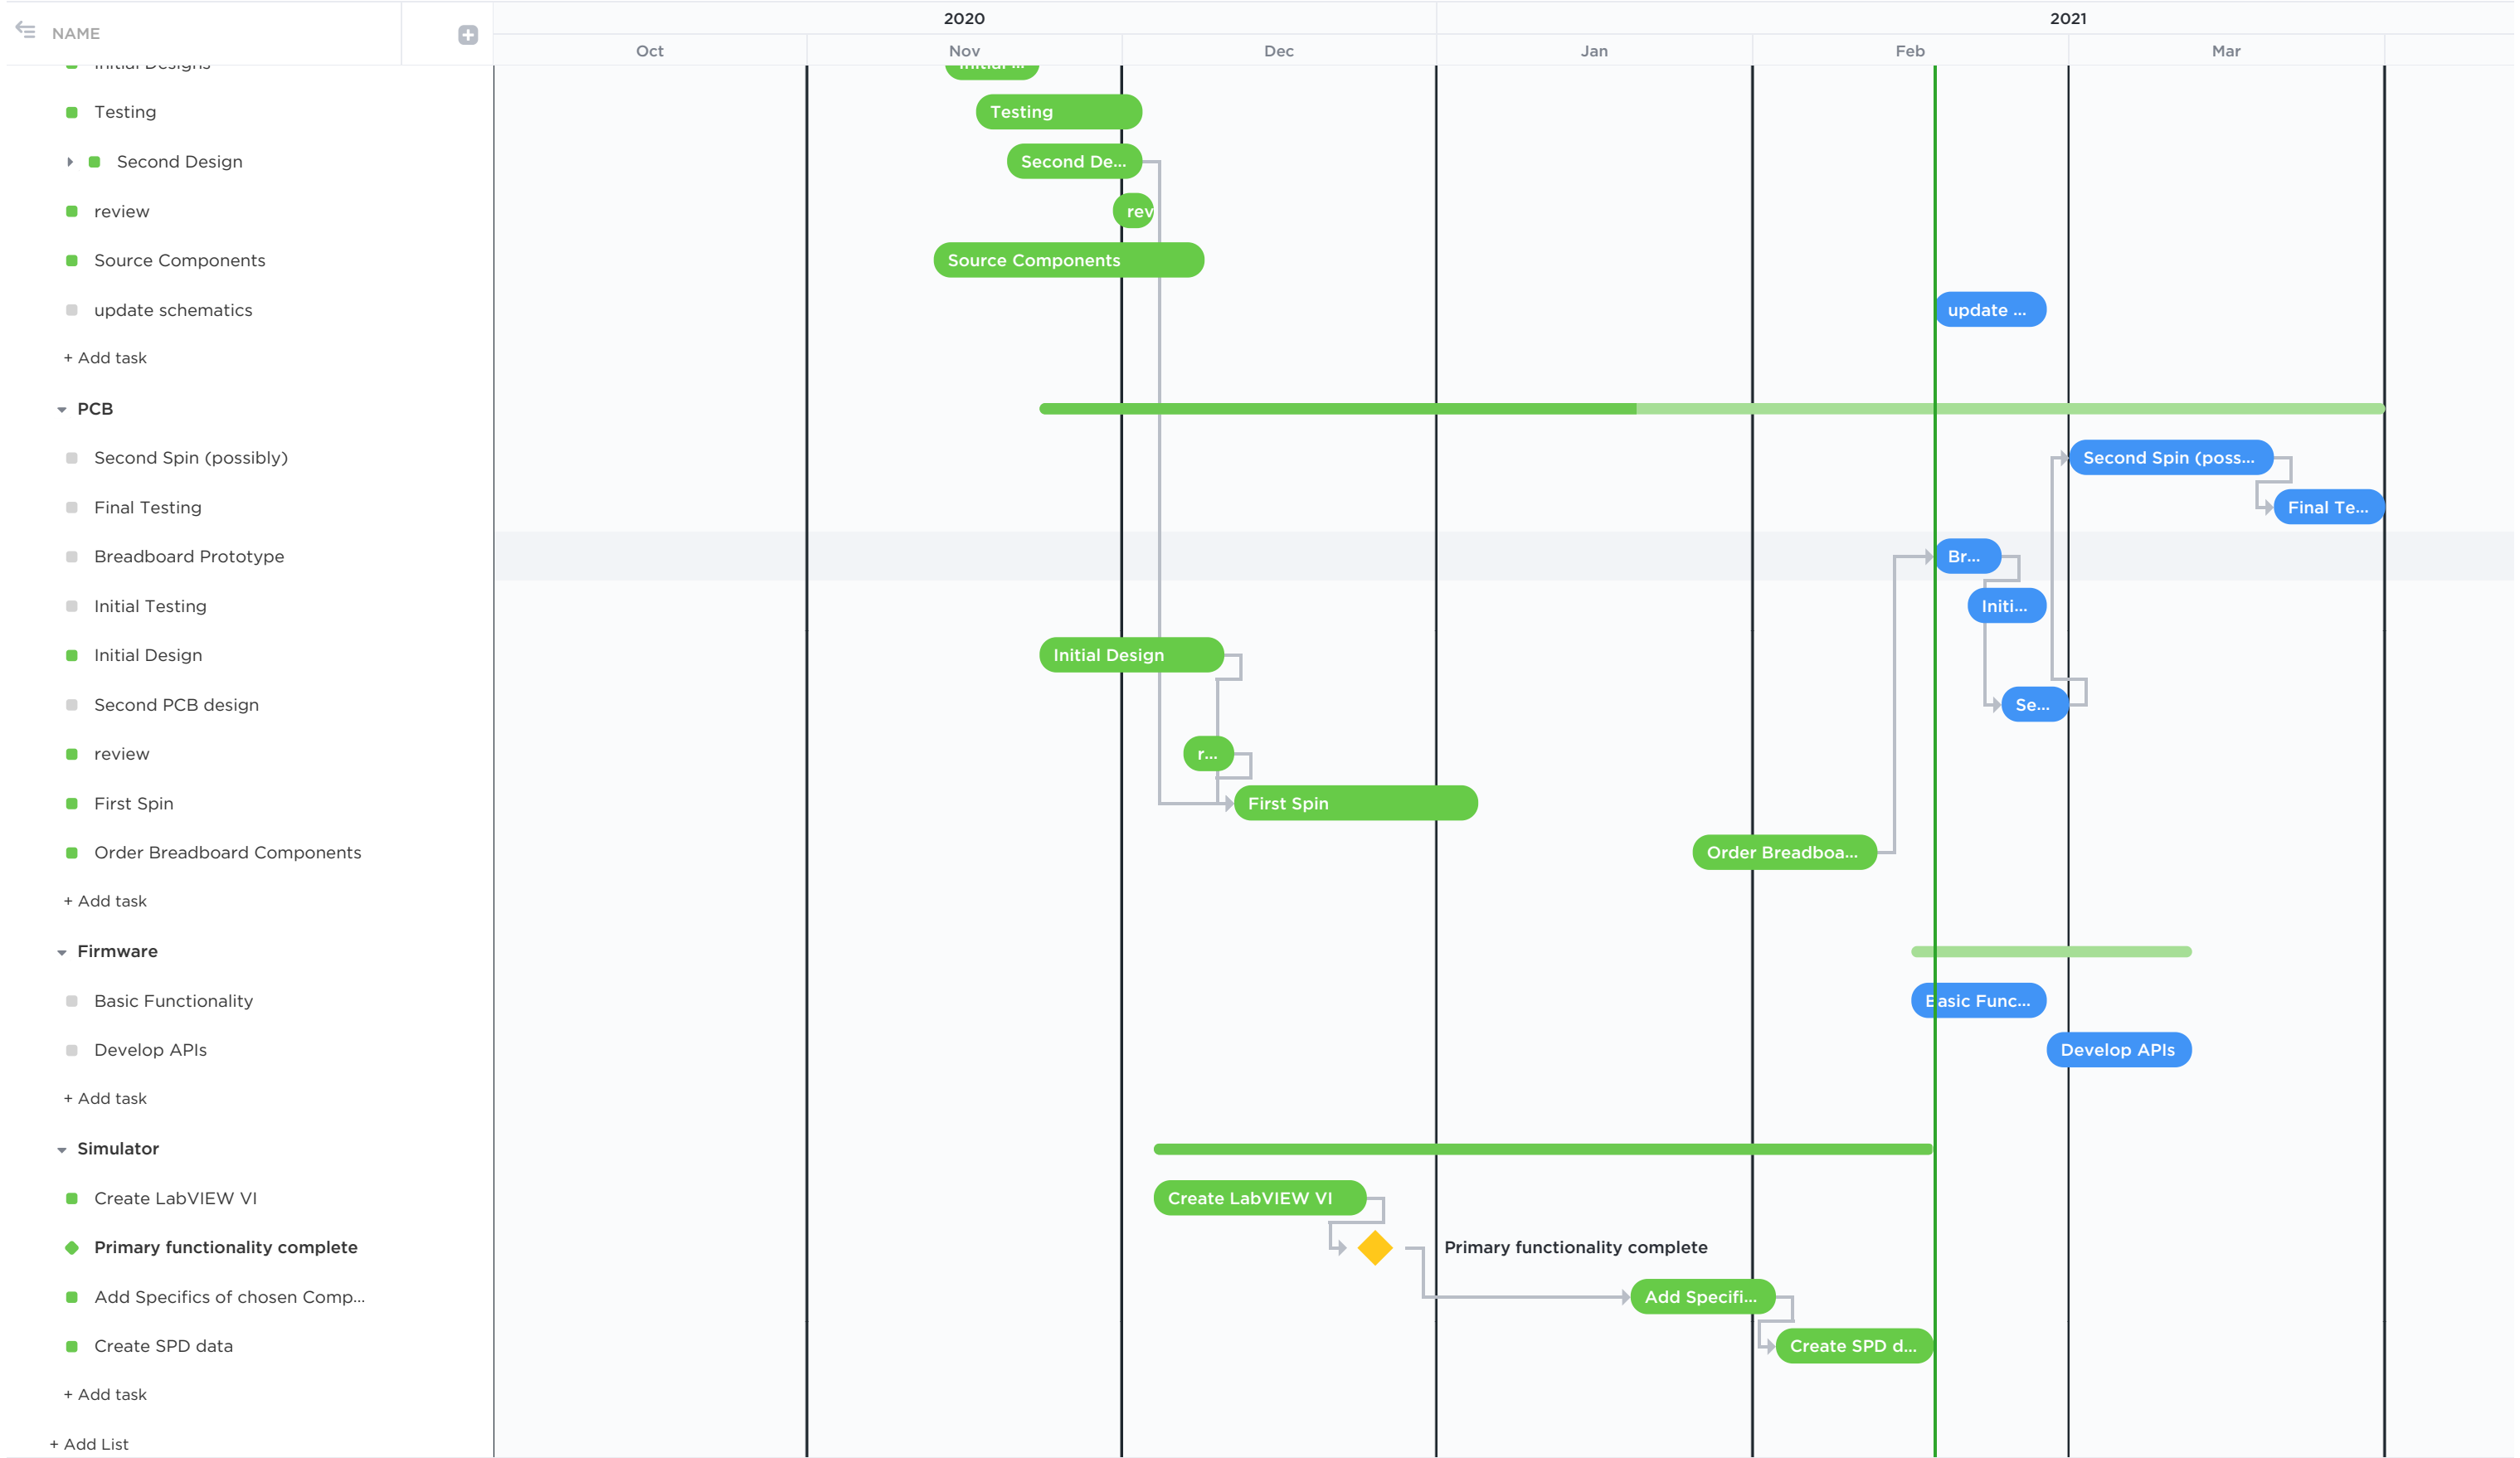 NAME
2020
2021
Oct
Nov
Dec
Jan
Feb
Mar
Initial Designs
Initial ...
Testing
Testing
Second Design
Second De...
review
rev
Source Components
Source Components
update schematics
update ...
+ Add task
PCB
Second Spin (possibly)
Second Spin (poss...
Final Testing
Final Te...
Breadboard Prototype
Br...
Initial Testing
Initi...
Initial Design
Initial Design
Second PCB design
Se...
review
r...
First Spin
First Spin
Order Breadboard Components
Order Breadboa...
+ Add task
Firmware
Basic Functionality
Basic Func...
Develop APIs
Develop APIs
+ Add task
Simulator
Create LabVIEW VI
Create LabVIEW VI
Primary functionality complete
Primary functionality complete
Add Specifics of chosen Comp...
Add Specifi...
Create SPD data
Create SPD d...
+ Add task
+ Add List